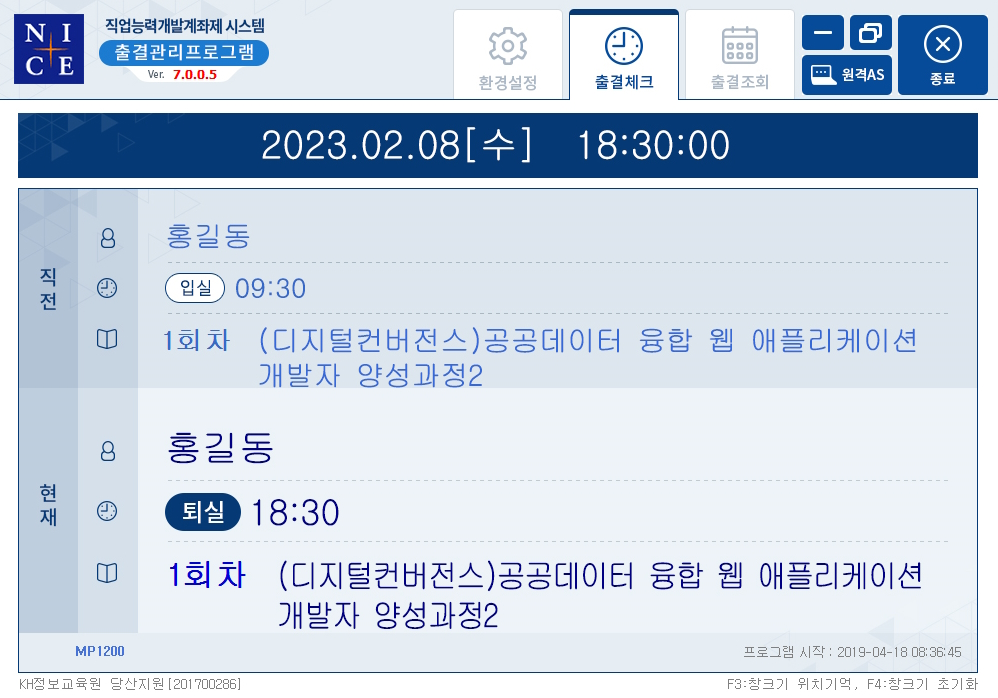 NI
CE
직업능력개발계좌제 시스템
출결관리프로그램
Ver. 7.0.0.5
환경설정
출결체크
출결조회
원격AS
종료
2023.02.08[수] 18:30:00
직전
홍길동
입실 09:30
1회차 (디지털컨버전스)공공데이터 융합 웹 애플리케이션
개발자 양성과정2
현재
홍길동
퇴실 18:30
1회차 (디지털컨버전스)공공데이터 융합 웹 애플리케이션
개발자 양성과정2
MP1200
프로그램 시작 : 2019-04-18 08:36:45
KH정보교육원 당산지원[201700286]
F3:창크기 위치기억, F4:창크기 초기화